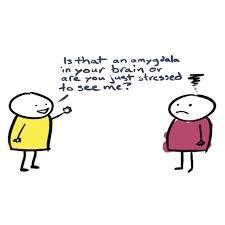 Is that an amygdala
in your brain or
are you just stressed
to see me?